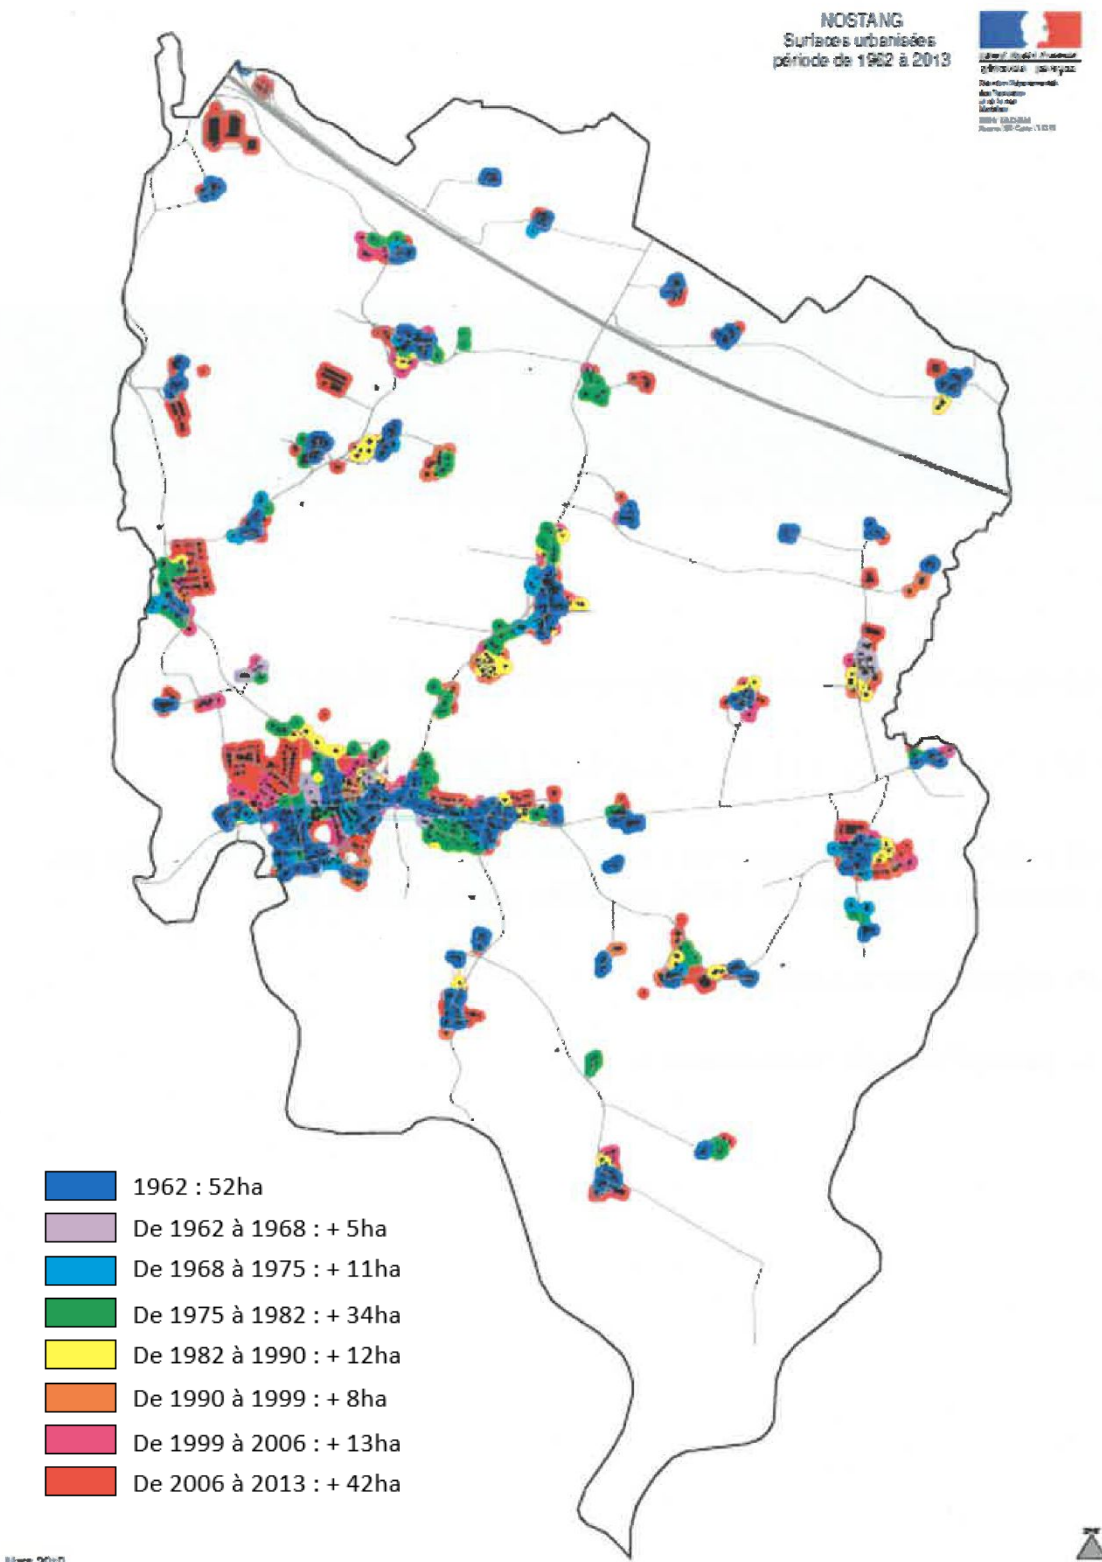 NOSTANG
Surfaces urbanisées
période de 1962 à 2013
1962 : 52ha
De 1962 à 1968 : + 5ha
De 1968 à 1975 : + 11ha
De 1975 à 1982 : + 34ha
De 1982 à 1990 : + 12ha
De 1990 à 1999 : + 8ha
De 1999 à 2006 : + 13ha
De 2006 à 2013 : + 42ha